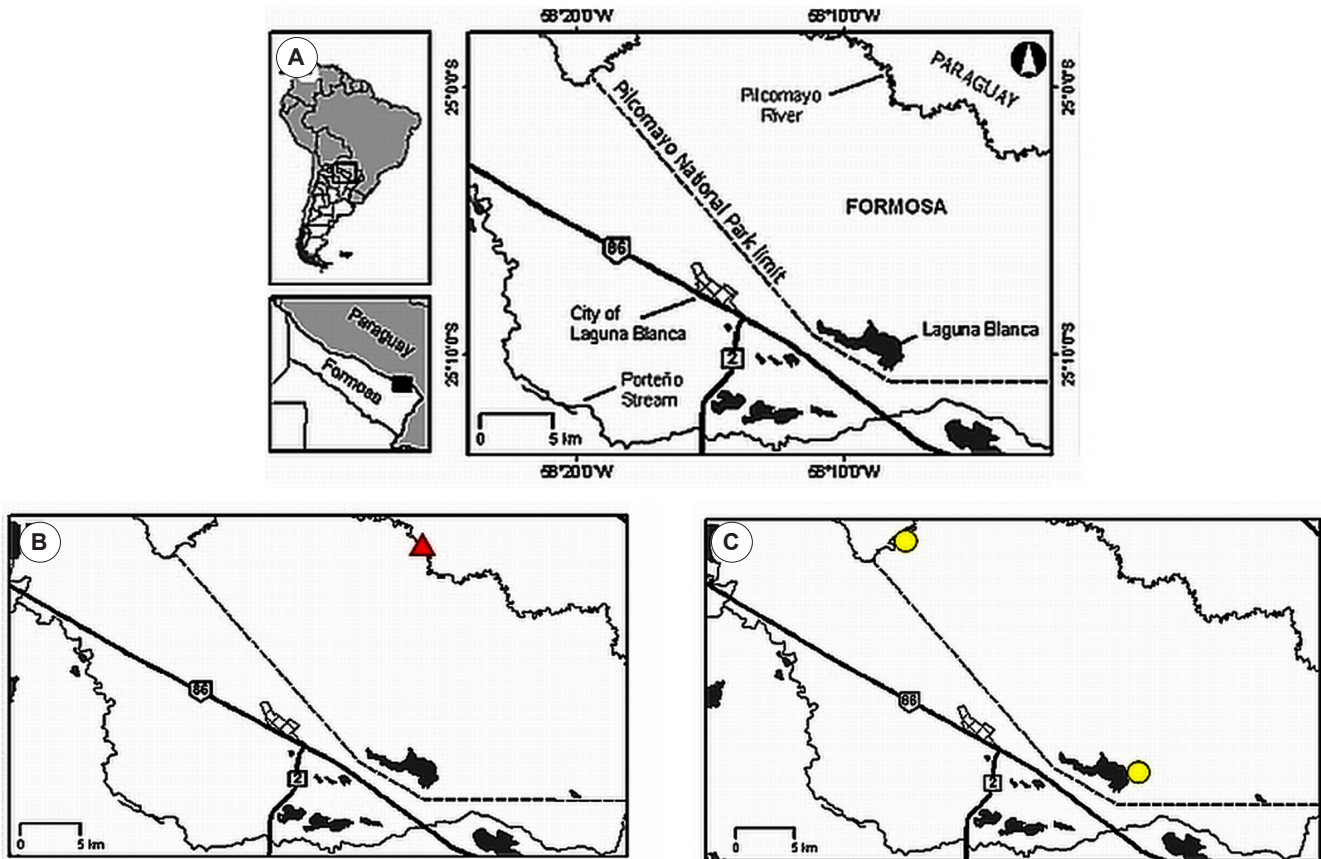 A
58°20'0"W
58°10'0"W
25°0'0"S
25°0'0"S
PARAGUAY
Pilcomayo
River
Pilcomayo National Park limit
FORMOSA
86
City of
Laguna Blanca
Laguna Blanca
2
Porteño
Stream
25°10'0"S
25°10'0"S
0
5 km
58°20'0"W
58°10'0"W
Paraguay
Formosa
B
86
2
0
5 km
C
86
2
0
5 km